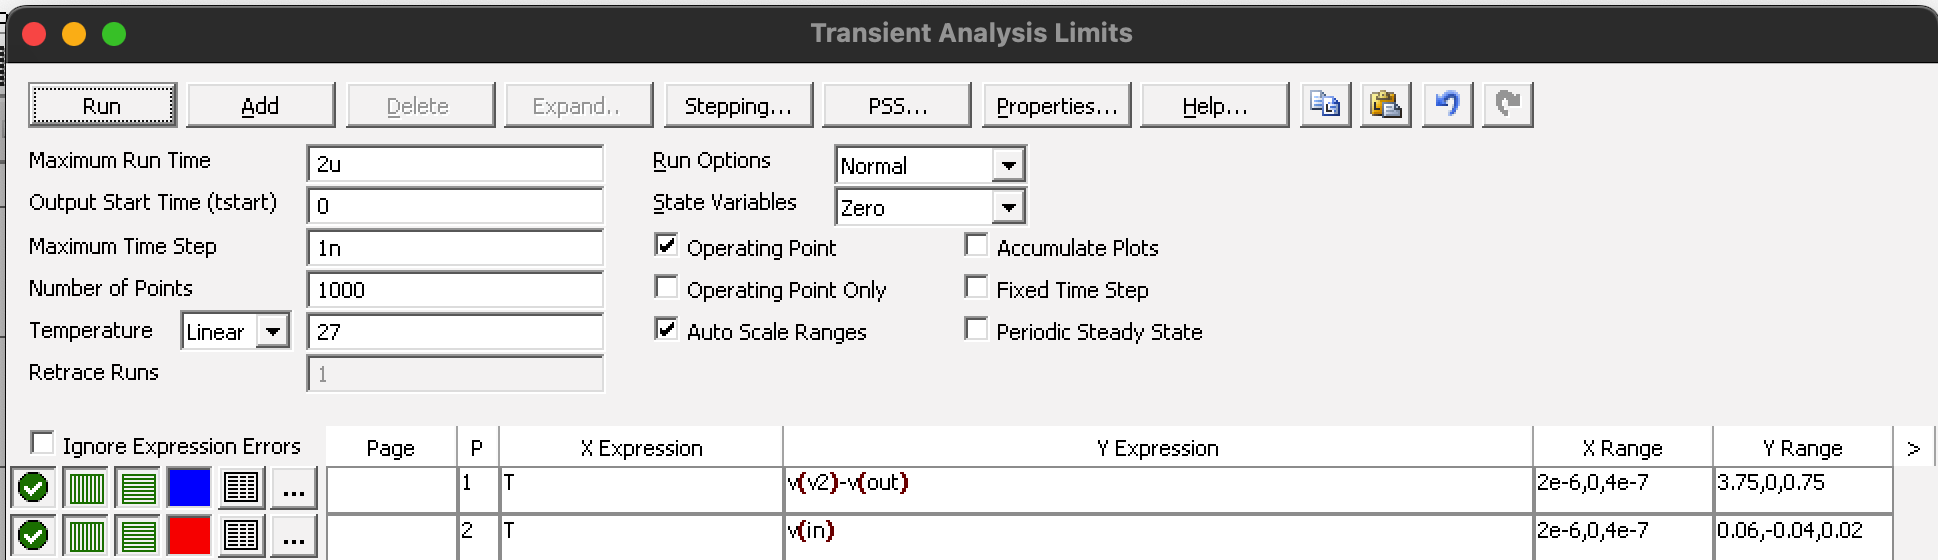 Transient Analysis Limits
Run Add Delete Expand.. Stepping... PSS... Properties... Help...
Maximum Run Time 2u Run Options Normal
Output Start Time (tstart) 0 State Variables Zero
Maximum Time Step 1n Operating Point Accumulate Plots
Number of Points 1000 Operating Point Only Fixed Time Step
Temperature Linear 27 Auto Scale Ranges Periodic Steady State
Retrace Runs 1
Ignore Expression Errors Page P X Expression Y Expression X Range Y Range >
... 1 T v(v2)-v(out) 2e-6,0,4e-7 3.75,0,0.75
... 2 T v(in) 2e-6,0,4e-7 0.06,-0.04,0.02